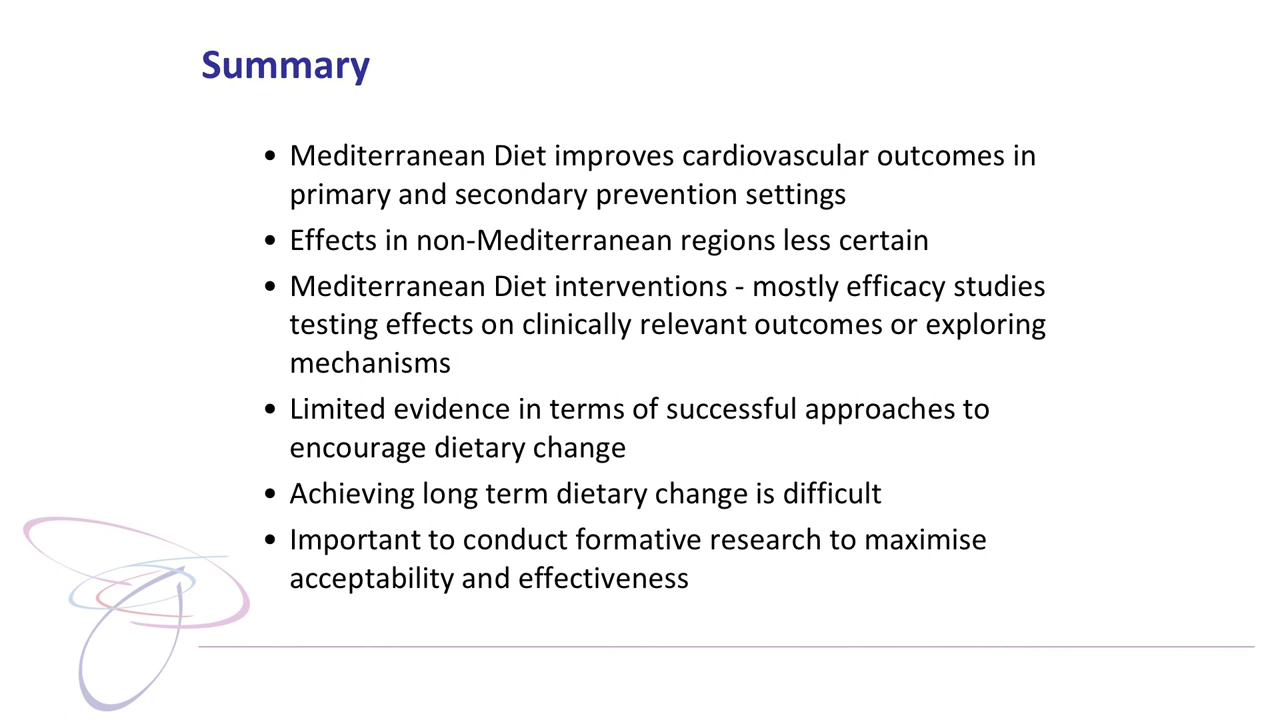 Summary
• Mediterranean Diet improves cardiovascular outcomes in
primary and secondary prevention settings
• Effects in non-Mediterranean regions less certain
• Mediterranean Diet interventions - mostly efficacy studies
testing effects on clinically relevant outcomes or exploring
mechanisms
• Limited evidence in terms of successful approaches to
encourage dietary change
• Achieving long term dietary change is difficult
• Important to conduct formative research to maximise
acceptability and effectiveness